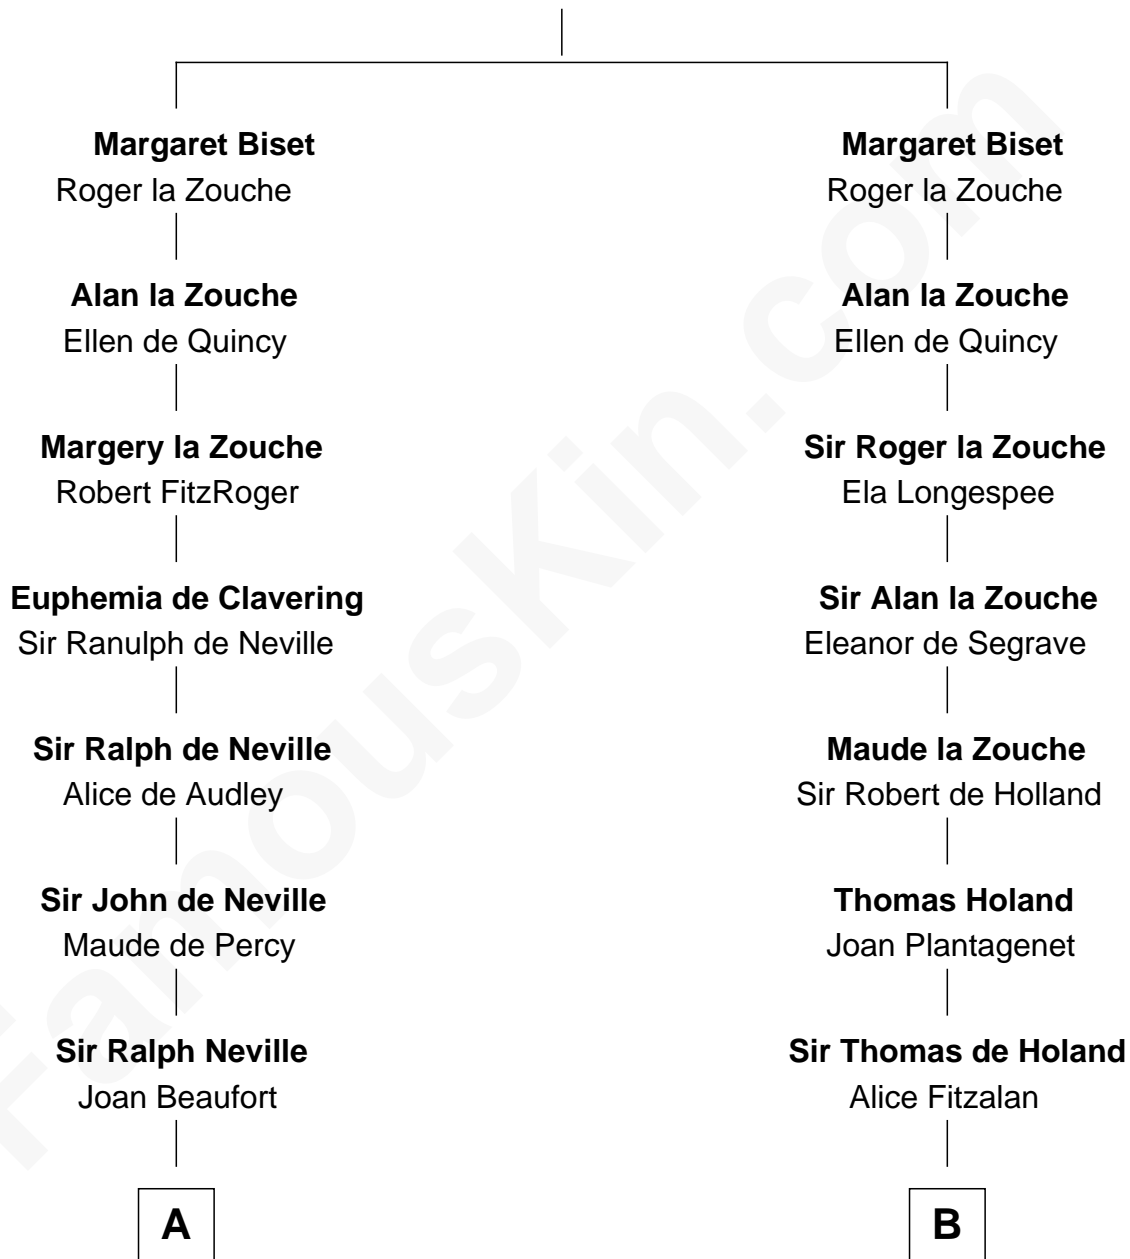 Margaret Biset
Roger la Zouche
Margaret Biset
Roger la Zouche
Alan la Zouche
Ellen de Quincy
Alan la Zouche
Ellen de Quincy
Margery la Zouche
Robert FitzRoger
Sir Roger la Zouche
Ela Longespee
Euphemia de Clavering
Sir Ranulph de Neville
Sir Alan la Zouche
Eleanor de Segrave
Sir Ralph de Neville
Alice de Audley
Maude la Zouche
Sir Robert de Holland
Sir John de Neville
Maude de Percy
Thomas Holand
Joan Plantagenet
Sir Ralph Neville
Joan Beaufort
Sir Thomas de Holand
Alice Fitzalan
A
B
FamousKin.com